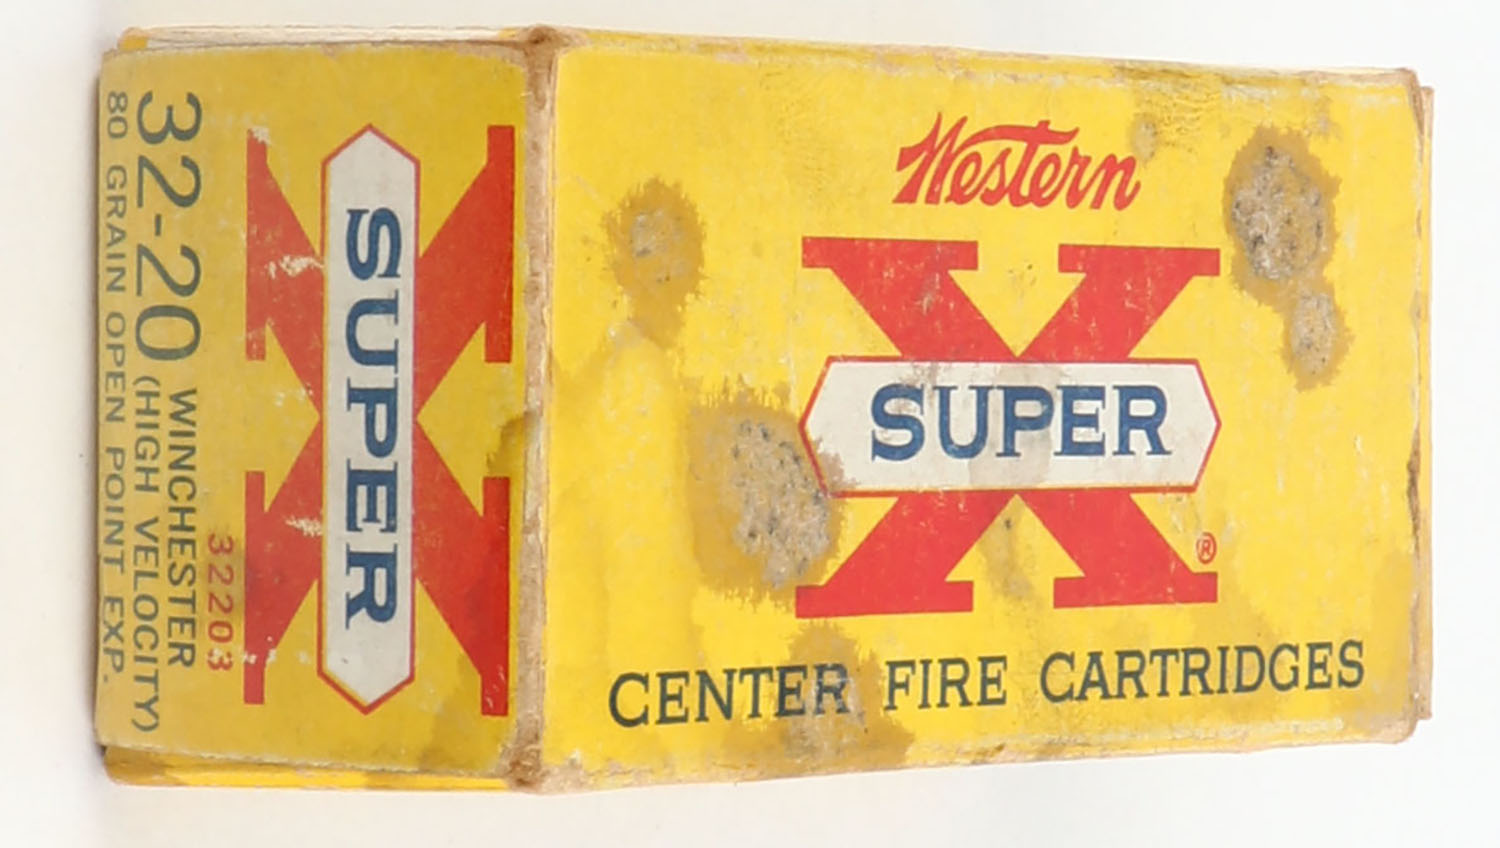 Western
SUPER X ®
CENTER FIRE CARTRIDGES
SUPER X
32203
32-20 WINCHESTER
(HIGH VELOCITY)
80 GRAIN OPEN POINT EXP.